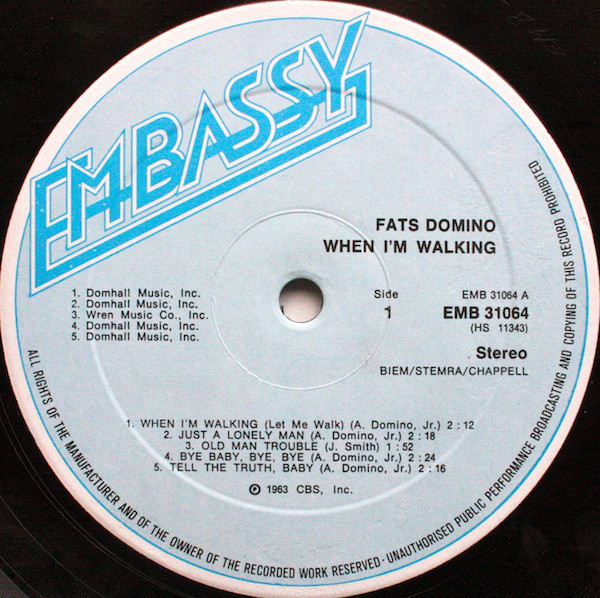 EMBASSY
FATS DOMINO
WHEN I'M WALKING
1. Domhall Music, Inc.
2. Domhall Music, Inc.
3. Wren Music Co., Inc.
4. Domhall Music, Inc.
5. Domhall Music, Inc.
Side
1
EMB 31064 A
EMB 31064
(HS 11343)
Stereo
BIEM/STEMRA/CHAPPELL
1. WHEN I'M WALKING (Let Me Walk) (A. Domino, Jr.) 2:12
2. JUST A LONELY MAN (A. Domino, Jr.) 2:18
3. OLD MAN TROUBLE (J. Smith) 1:52
4. BYE BABY, BYE, BYE (A. Domino, Jr.) 2:24
5. TELL THE TRUTH, BABY (A. Domino, Jr.) 2:16
℗ 1963 CBS, Inc.
ALL RIGHTS OF THE MANUFACTURER AND OF THE OWNER OF THE RECORDED WORK RESERVED · UNAUTHORISED PUBLIC PERFORMANCE BROADCASTING AND COPYING OF THIS RECORD PROHIBITED